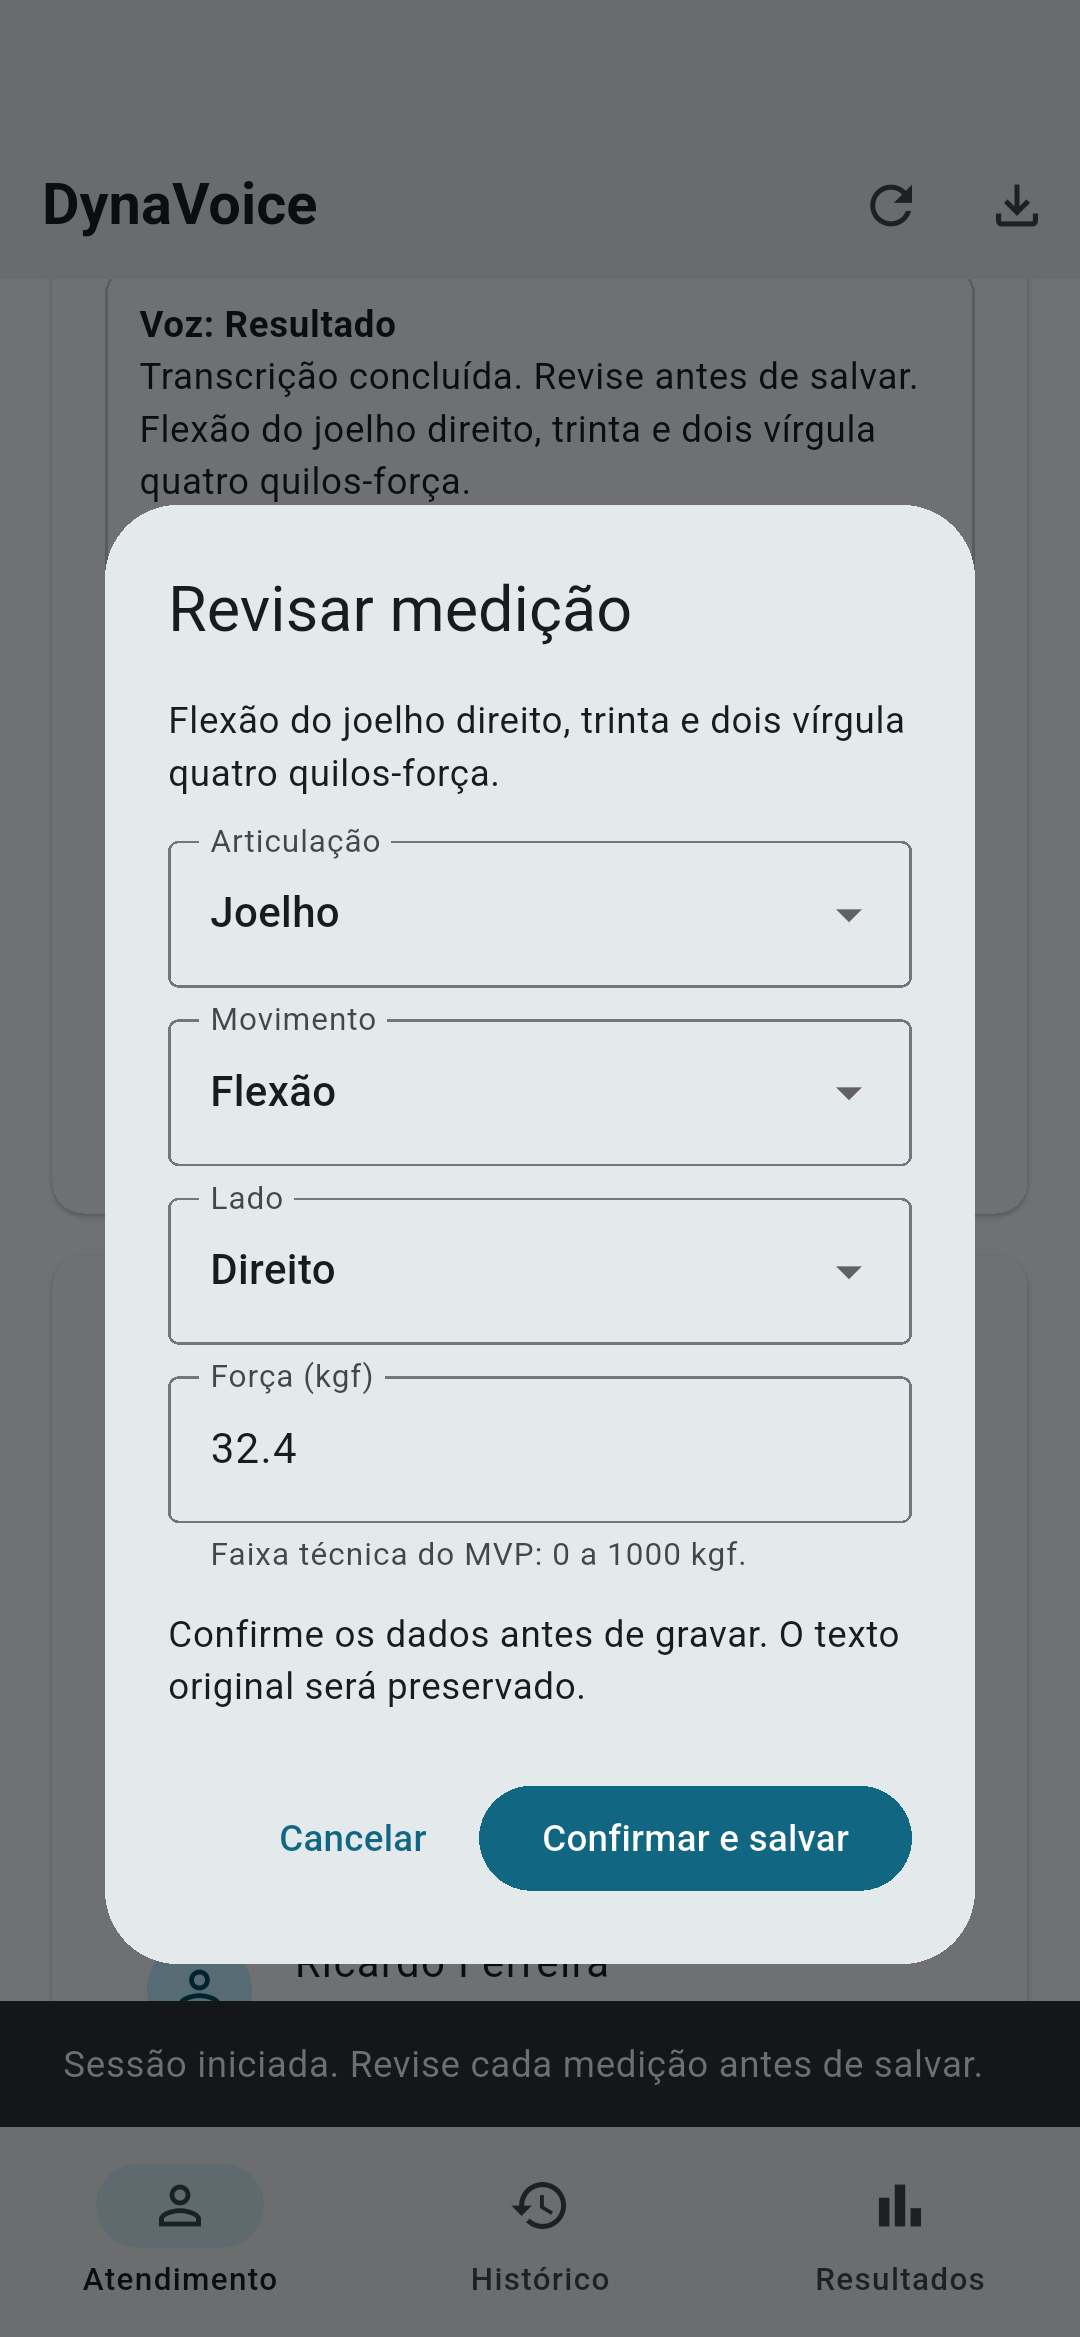 DynaVoice
Voz: Resultado
Transcrição concluída. Revise antes de salvar.
Flexão do joelho direito, trinta e dois vírgula
quatro quilos-força.
Revisar medição
Flexão do joelho direito, trinta e dois vírgula
quatro quilos-força.
Articulação
Joelho
Movimento
Flexão
Lado
Direito
Força (kgf)
32.4
Faixa técnica do MVP: 0 a 1000 kgf.
Confirme os dados antes de gravar. O texto
original será preservado.
Cancelar
Confirmar e salvar
Ricardo Ferreira
Sessão iniciada. Revise cada medição antes de salvar.
Atendimento
Histórico
Resultados